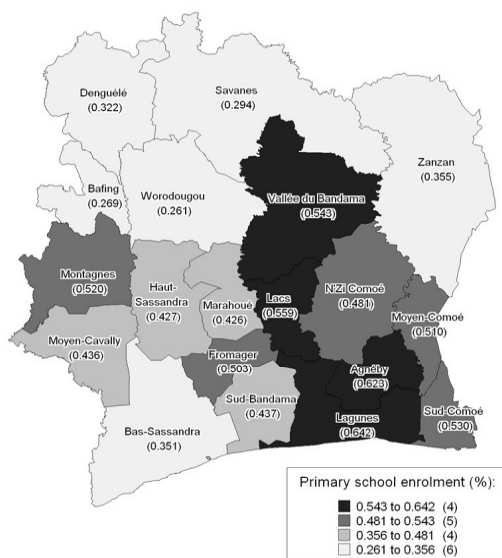 Denguélé
(0.322)
Savanes
(0.294)
Zanzan
(0.355)
Bafing
(0.269)
Worodougou
(0.261)
Vallée du Bandama
(0.543)
Montagnes
(0.520)
Haut-
Sassandra
(0.427)
Marahoué
(0.426)
Lacs
(0.559)
N'Zi Comoé
(0.481)
Moyen-Comoé
(0.510)
Moyen-Cavally
(0.436)
Fromager
(0.503)
Agnéby
(0.623)
Sud-Bandama
(0.437)
Bas-Sassandra
(0.351)
Lagunes
(0.642)
Sud-Comoé
(0.530)
Primary school enrolment (%):
0.543 to 0.642 (4)
0.481 to 0.543 (5)
0.356 to 0.481 (4)
0.261 to 0.356 (6)